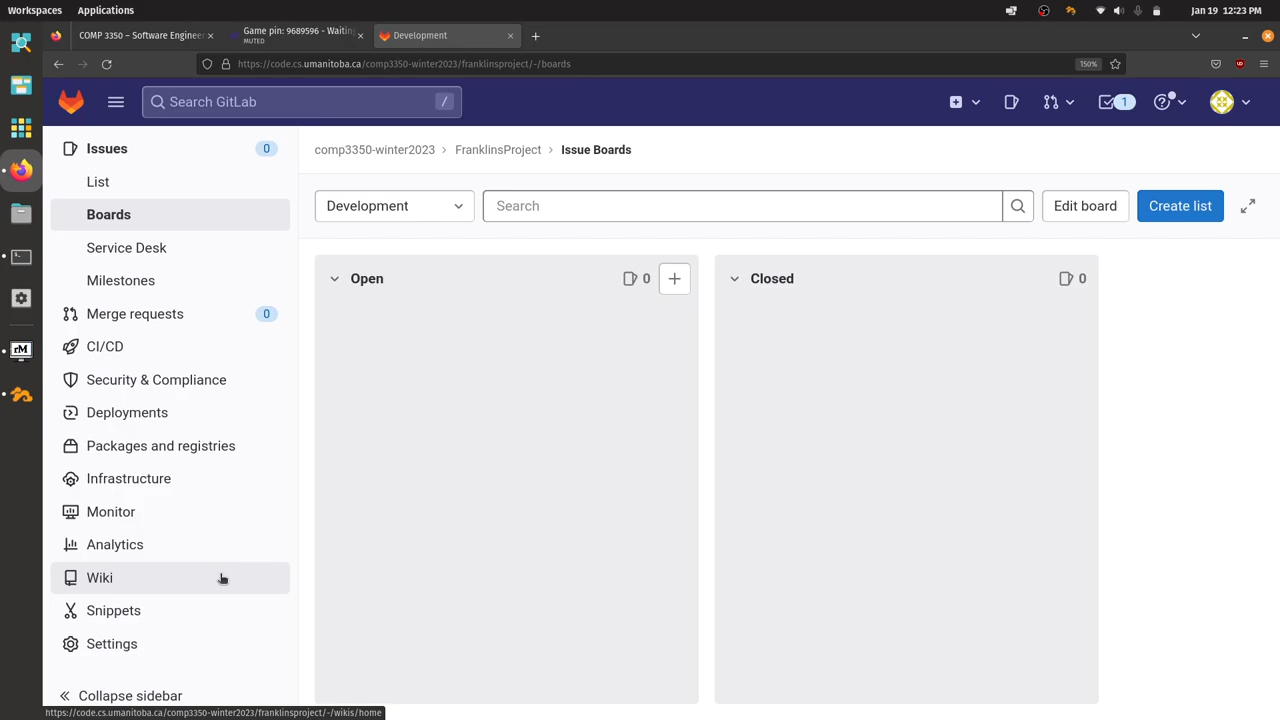 Workspaces Applications Jan 19 12:23 PM
COMP 3350 – Software Enginee
Game pin: 9689596 - Waitin
MUTED
Development
https://code.cs.umanitoba.ca/comp3350-winter2023/franklinsproject/-/boards 150%
Search GitLab / 1
Issues 0
comp3350-winter2023 > FranklinsProject > Issue Boards
List
Boards
Development Search Edit board Create list
Service Desk
Milestones
Open 0 Closed 0
Merge requests 0
CI/CD
Security & Compliance
Deployments
Packages and registries
Infrastructure
Monitor
Analytics
Wiki
Snippets
Settings
Collapse sidebar
https://code.cs.umanitoba.ca/comp3350-winter2023/franklinsproject/-/wikis/home